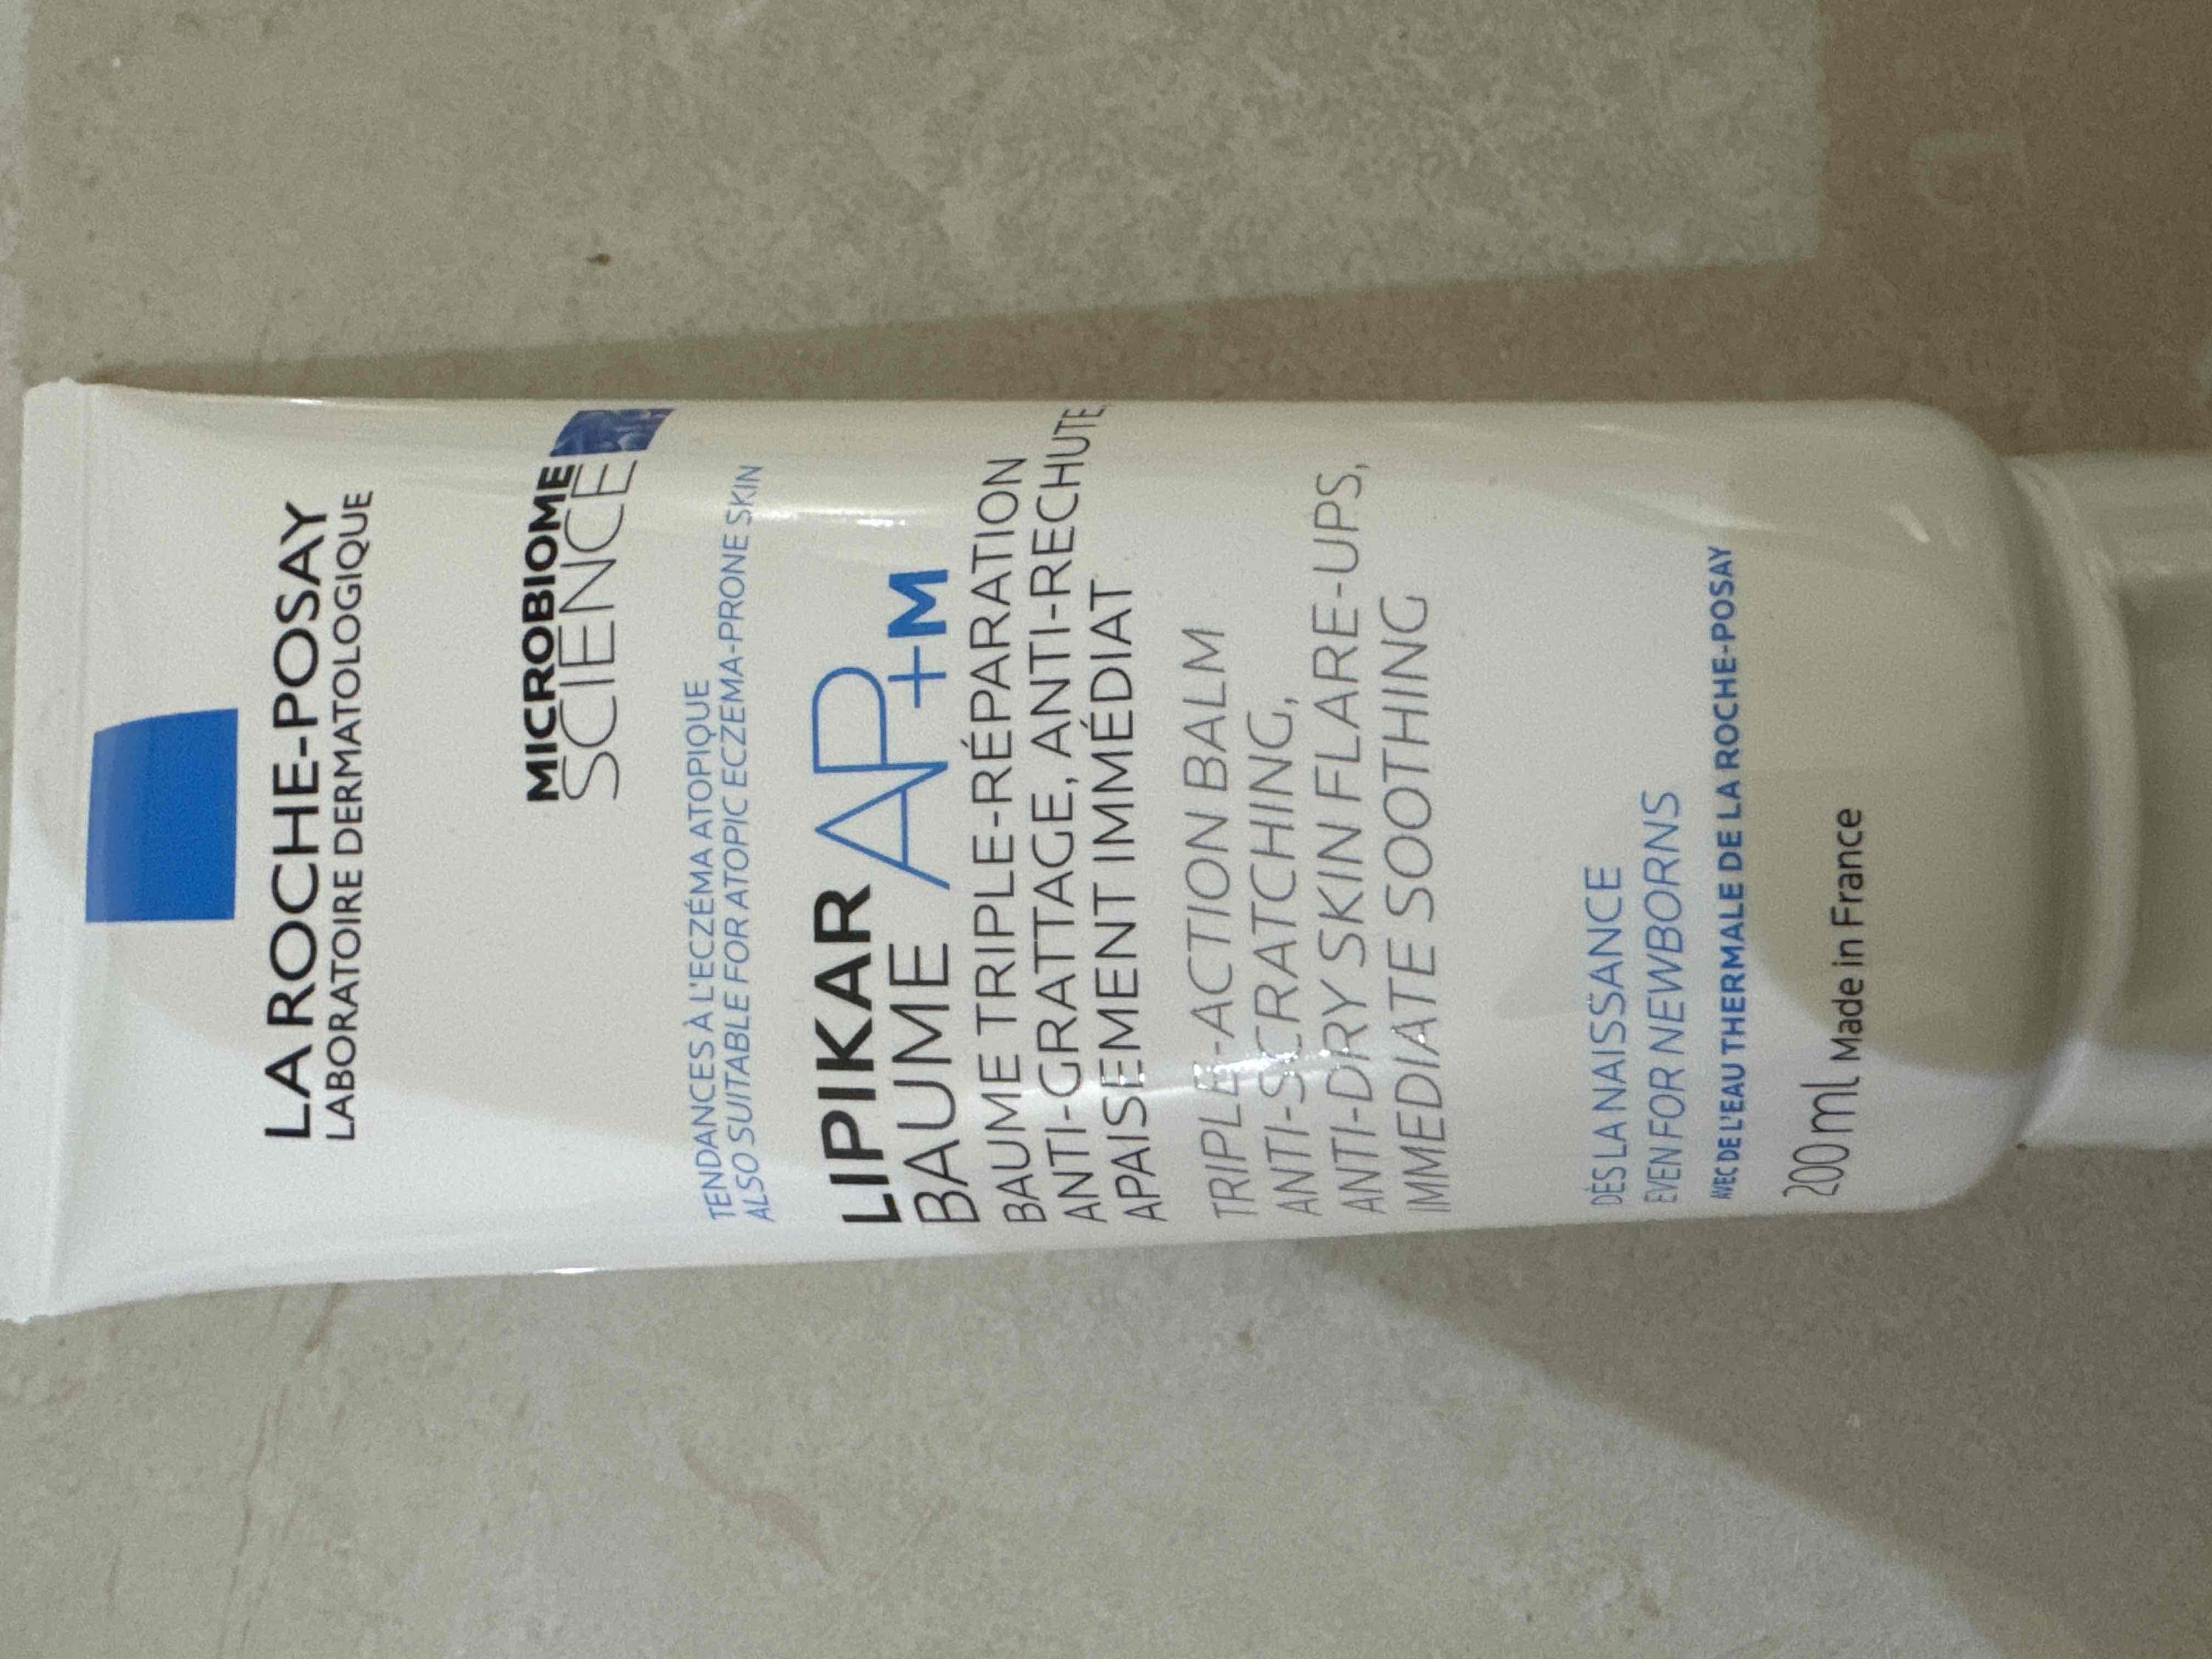 LA ROCHE-POSAY
LABORATOIRE DERMATOLOGIQUE
MICROBIOME
SCIENCE
TENDANCES À L'ECZÉMA ATOPIQUE
ALSO SUITABLE FOR ATOPIC ECZEMA-PRONE SKIN
LIPIKAR
BAUME AP+M
BAUME TRIPLE-RÉPARATION
ANTI-GRATTAGE, ANTI-RECHUTE,
APAISEMENT IMMÉDIAT
TRIPLE-ACTION BALM
ANTI-SCRATCHING,
ANTI-DRY SKIN FLARE-UPS,
IMMEDIATE SOOTHING
DÈS LA NAISSANCE
EVEN FOR NEWBORNS
AVEC DE L'EAU THERMALE DE LA ROCHE-POSAY
200ml Made in France